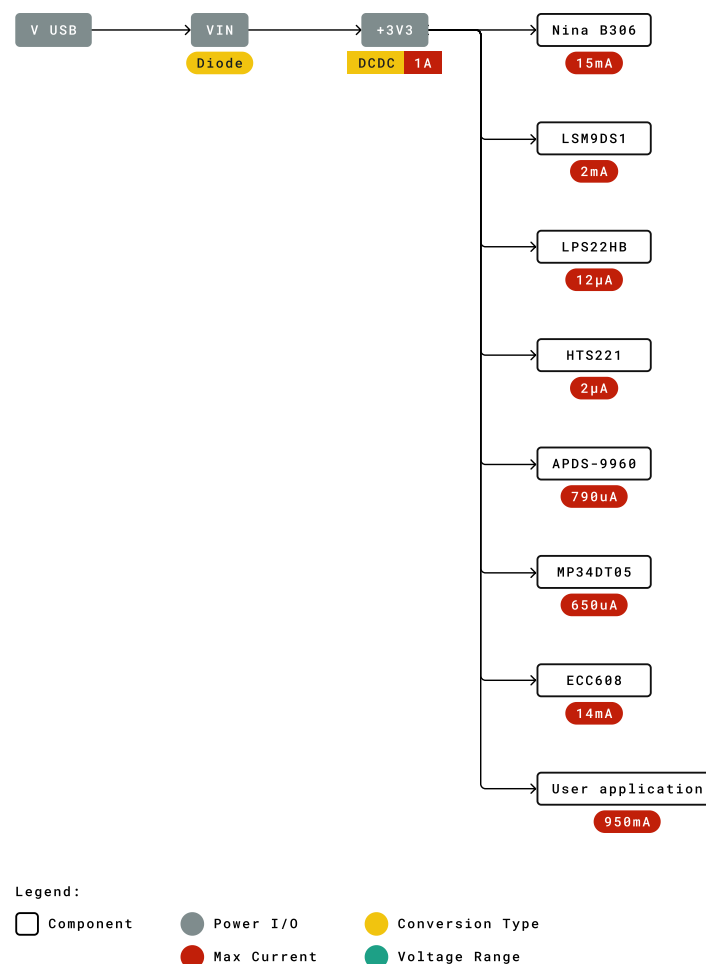 V USB
VIN
+3V3
Nina B306
Diode
DCDC
1A
15mA
LSM9DS1
2mA
LPS22HB
12µA
HTS221
2µA
APDS-9960
790uA
MP34DT05
650uA
ECC608
14mA
User application
950mA
Legend:
Component
Power I/O
Conversion Type
Max Current
Voltage Range